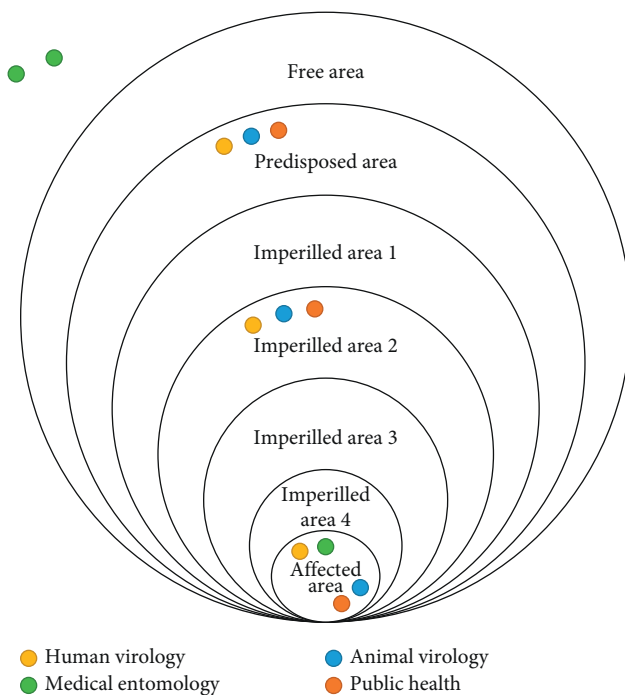 Free area
Predisposed area
Imperilled area 1
Imperilled area 2
Imperilled area 3
Imperilled
area 4
Affected
area
Human virology
Animal virology
Medical entomology
Public health